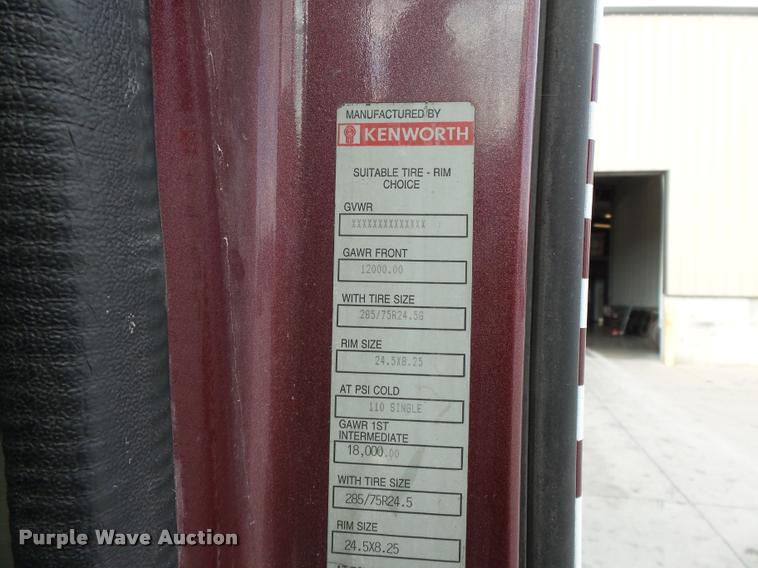 MANUFACTURED BY
KENWORTH
SUITABLE TIRE - RIM
CHOICE
GVWR
XXXXXXXXXXXXXX
GAWR FRONT
12000.00
WITH TIRE SIZE
285/75R24.5G
RIM SIZE
24.5X8.25
AT PSI COLD
110 SINGLE
GAWR 1ST
INTERMEDIATE
18,000.00
WITH TIRE SIZE
285/75R24.5
RIM SIZE
24.5X8.25
Purple Wave Auction